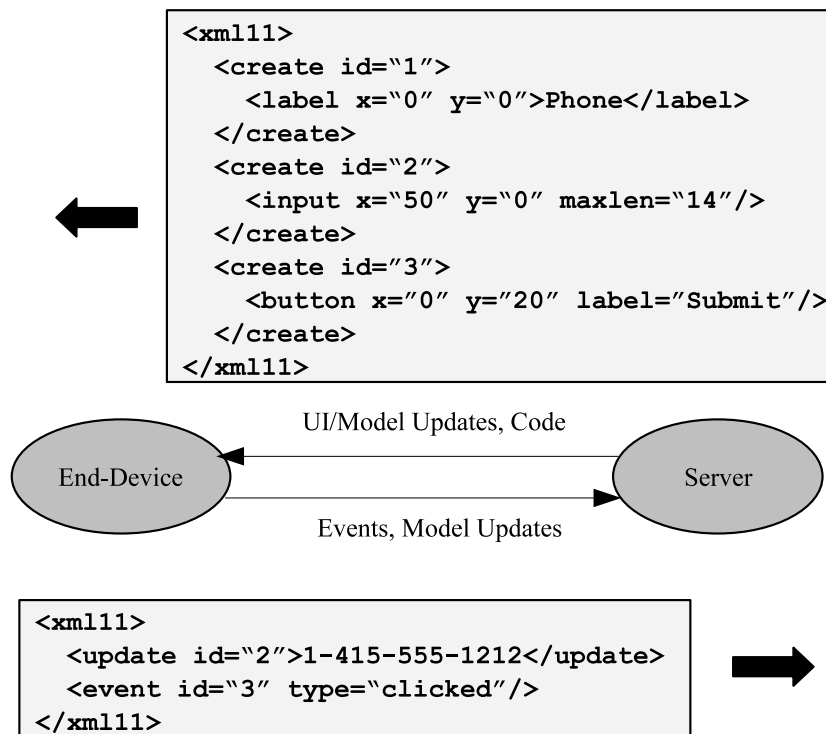 <xml11>
  <create id=“1”>
    <label x=“0” y=“0”>Phone</label>
  </create>
  <create id=“2”>
    <input x=“50” y=“0” maxlen=“14”/>
  </create>
  <create id=”3”>
    <button x=”0” y=”20” label=”Submit”/>
  </create>
</xml11>
UI/Model Updates, Code
End-Device
Server
Events, Model Updates
<xml11>
  <update id=“2”>1-415-555-1212</update>
  <event id=“3” type=“clicked”/>
</xml11>